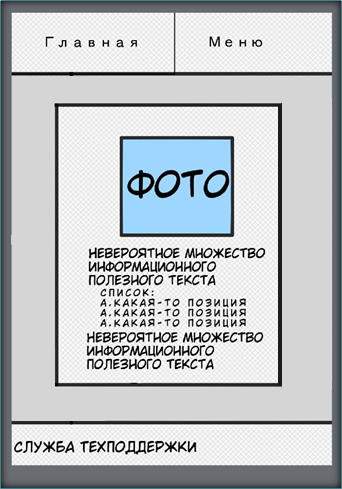 Главная Меню
ФОТО
НЕВЕРОЯТНОЕ МНОЖЕСТВО
ИНФОРМАЦИОННОГО
ПОЛЕЗНОГО ТЕКСТА
СПИСОК:
А.КАКАЯ-ТО ПОЗИЦИЯ
А.КАКАЯ-ТО ПОЗИЦИЯ
А.КАКАЯ-ТО ПОЗИЦИЯ
НЕВЕРОЯТНОЕ МНОЖЕСТВО
ИНФОРМАЦИОННОГО
ПОЛЕЗНОГО ТЕКСТА
СЛУЖБА ТЕХПОДДЕРЖКИ